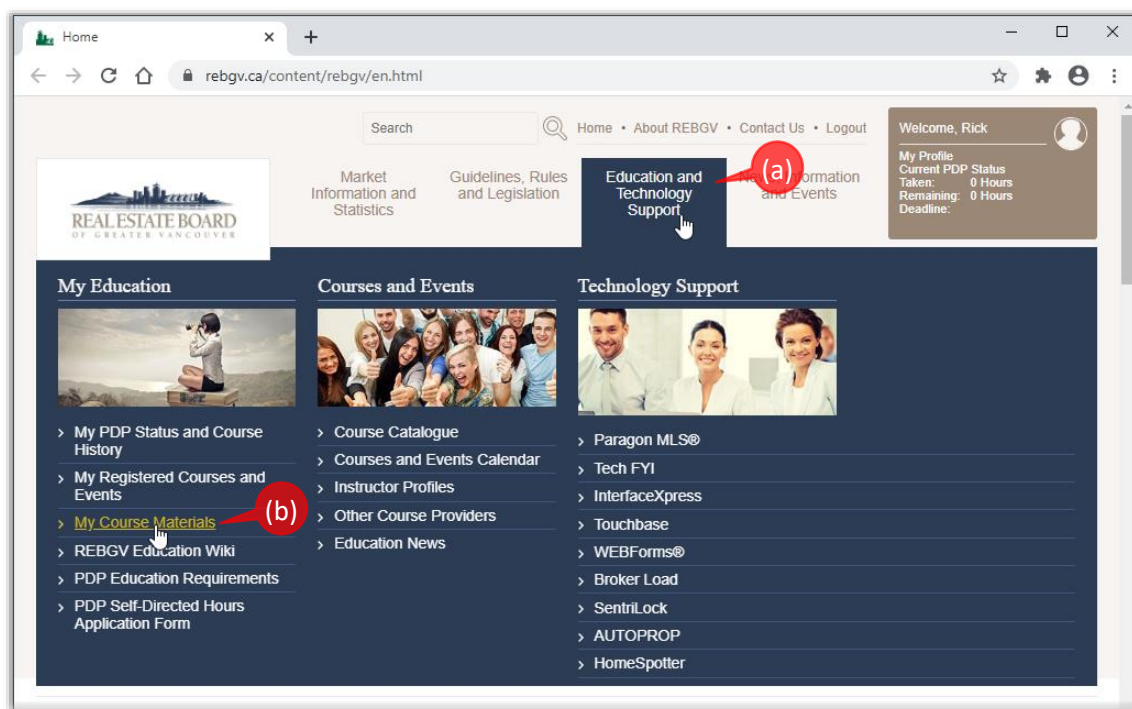 Home
rebgv.ca/content/rebgv/en.html
Search
Home • About REBGV • Contact Us • Logout
Welcome, Rick
My Profile
Current PDP Status
Taken: 0 Hours
Remaining: 0 Hours
Deadline:
REAL ESTATE BOARD
OF GREATER VANCOUVER
Market
Information and
Statistics
Guidelines, Rules
and Legislation
Education and
Technology
Support
(a)
and Events
My Education
My PDP Status and Course
History
My Registered Courses and
Events
My Course Materials
(b)
REBGV Education Wiki
PDP Education Requirements
PDP Self-Directed Hours
Application Form
Courses and Events
Course Catalogue
Courses and Events Calendar
Instructor Profiles
Other Course Providers
Education News
Technology Support
Paragon MLS®
Tech FYI
InterfaceXpress
Touchbase
WEBForms®
Broker Load
SentriLock
AUTOPROP
HomeSpotter